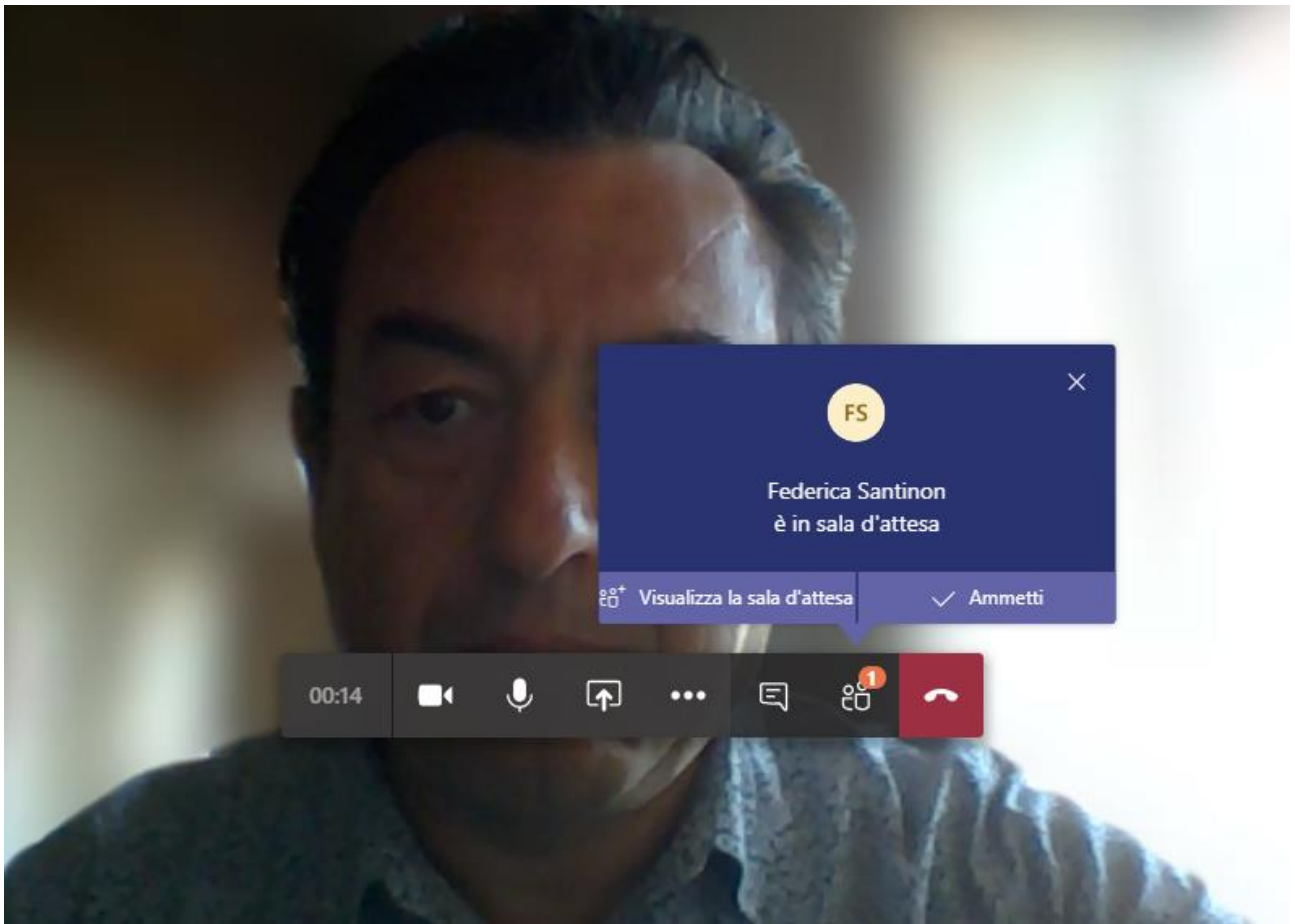 FS
Federica Santinon
è in sala d'attesa
Visualizza la sala d'attesa
Ammetti
00:14
1